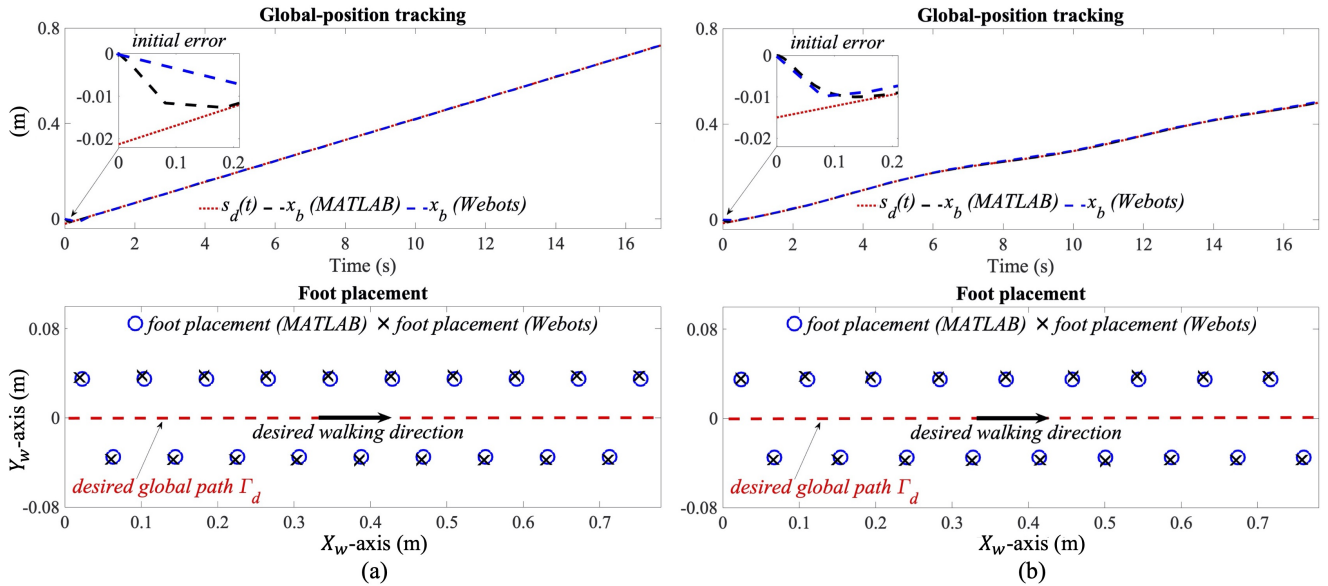 Global-position tracking
0.8
0.4
0
(m)
initial error
0
-0.01
-0.02
0 0.1 0.2
s_d(t) x_b (MATLAB) x_b (Webots)
0 2 4 6 8 10 12 14 16
Time (s)
Foot placement
0.08
0
-0.08
Y_w-axis (m)
foot placement (MATLAB) foot placement (Webots)
desired walking direction
desired global path Γ_d
0 0.1 0.2 0.3 0.4 0.5 0.6 0.7
X_w-axis (m)
(a)
Global-position tracking
0.8
0.4
0
initial error
0
-0.01
-0.02
0 0.1 0.2
s_d(t) x_b (MATLAB) x_b (Webots)
0 2 4 6 8 10 12 14 16
Time (s)
Foot placement
0.08
0
-0.08
foot placement (MATLAB) foot placement (Webots)
desired walking direction
desired global path Γ_d
0 0.1 0.2 0.3 0.4 0.5 0.6 0.7
X_w-axis (m)
(b)